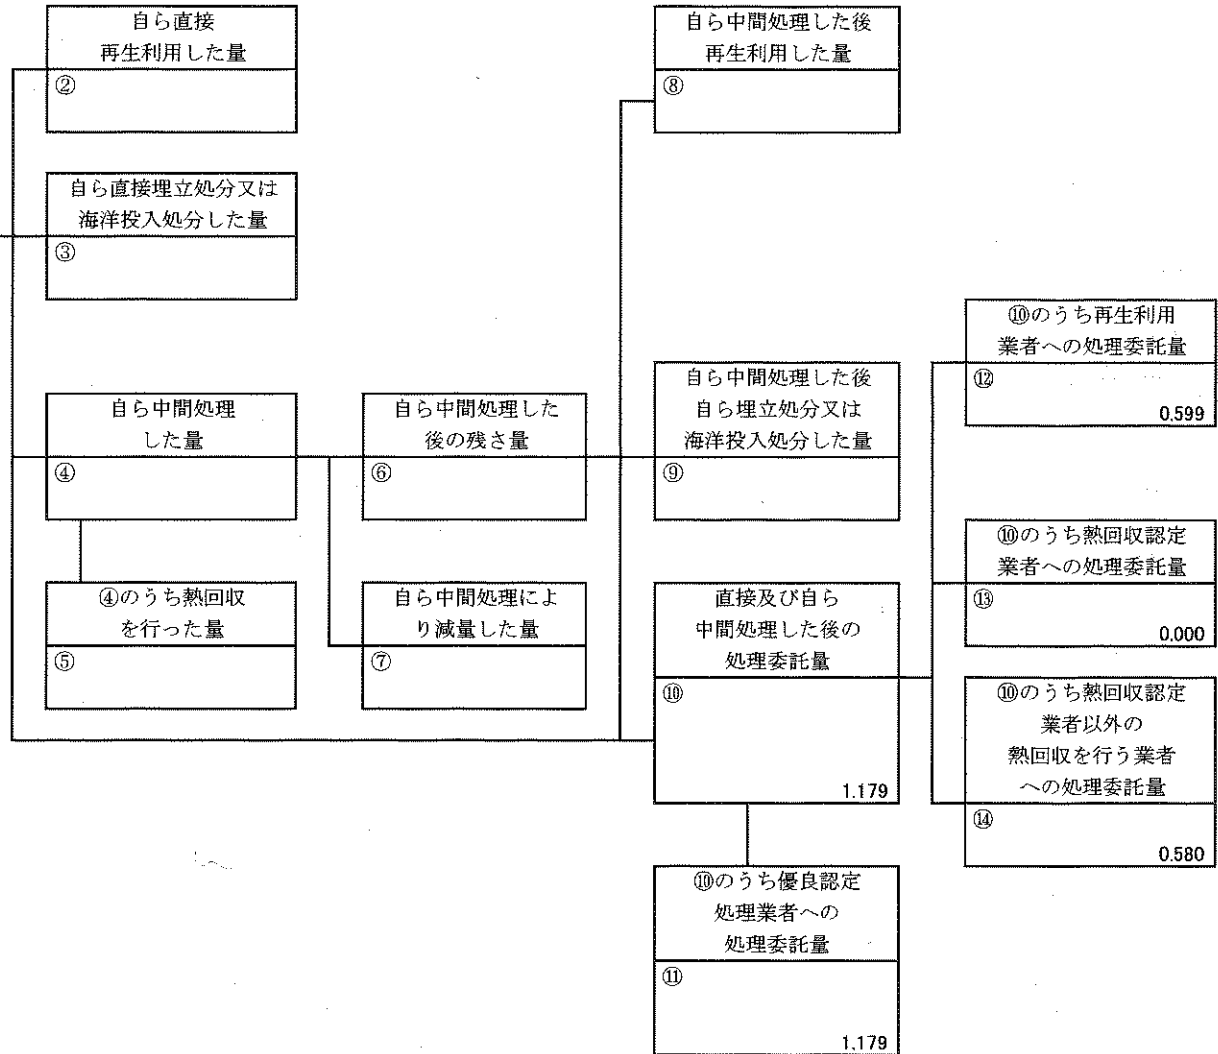 自ら直接
再生利用した量
②
自ら中間処理した後
再生利用した量
⑧
自ら直接埋立処分又は
海洋投入処分した量
③
⑩のうち再生利用
業者への処理委託量
⑫
0.599
自ら中間処理
した量
④
自ら中間処理した
後の残さ量
⑥
自ら中間処理した後
自ら埋立処分又は
海洋投入処分した量
⑨
⑩のうち熱回収認定
業者への処理委託量
⑬
0.000
④のうち熱回収
を行った量
⑤
自ら中間処理によ
り減量した量
⑦
直接及び自ら
中間処理した後の
処理委託量
⑩
1.179
⑩のうち熱回収認定
業者以外の
熱回収を行う業者
への処理委託量
⑭
0.580
⑩のうち優良認定
処理業者への
処理委託量
⑪
1.179